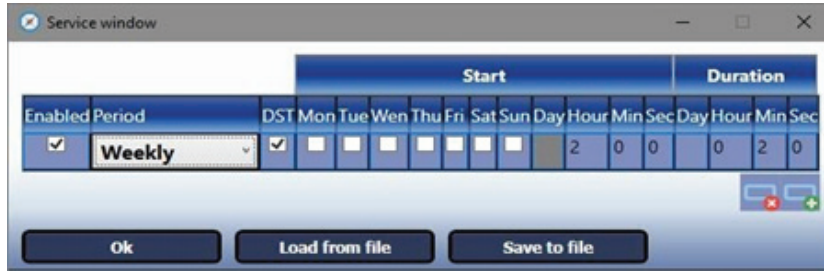 Service window
Start Duration
Enabled Period DST Mon Tue Wen Thu Fri Sat Sun Day Hour Min Sec Day Hour Min Sec
Weekly 2 0 0 0 2 0
Ok Load from file Save to file